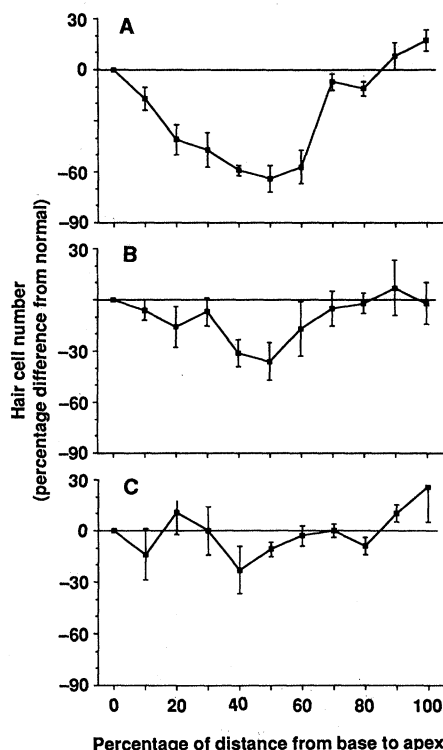 A
30
0
−60
−90
B
30
−30
−60
−90
C
30
0
−30
−60
−90
0 20 40 60 80 100
Hair cell number
(percentage difference from normal)
Percentage of distance from base to apex